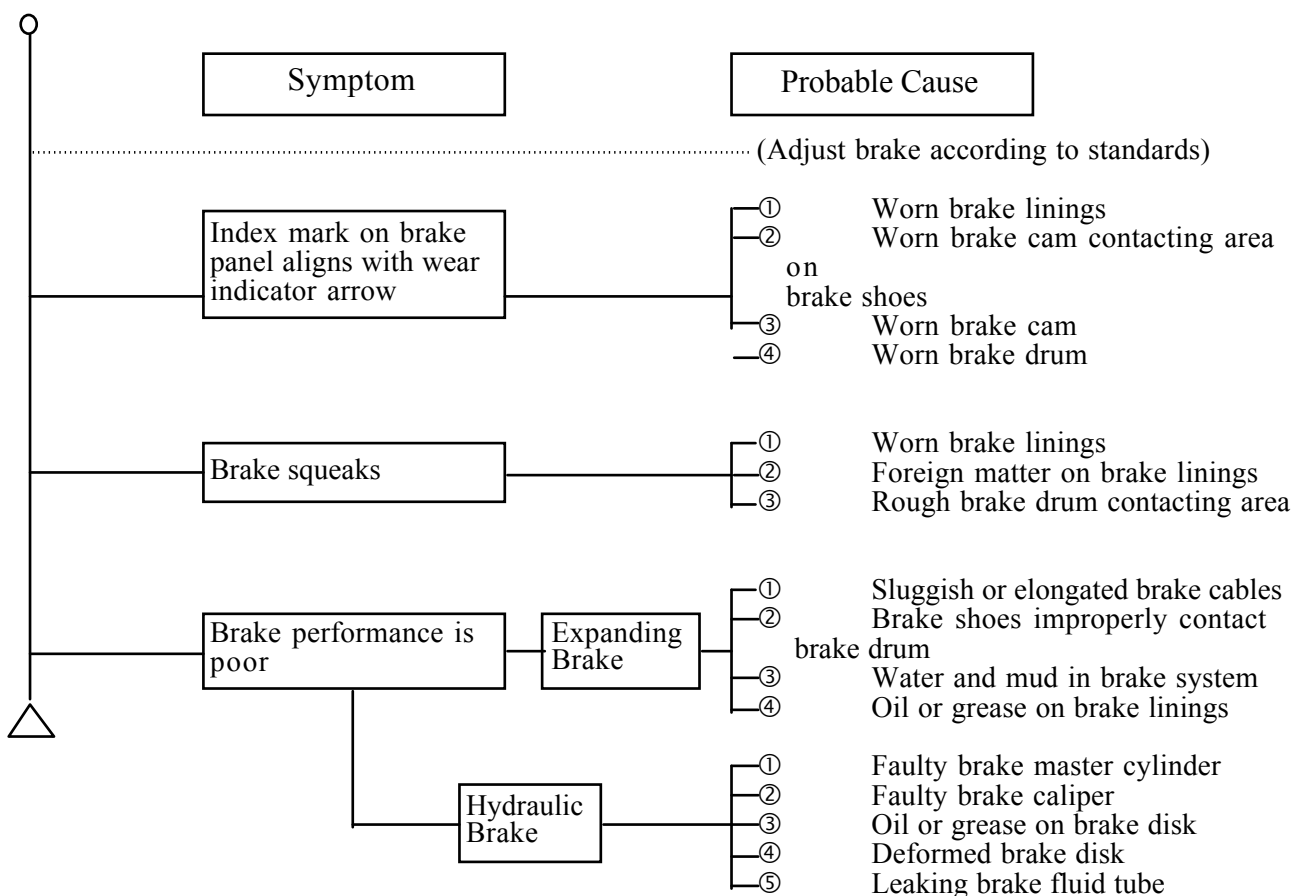 Symptom
Probable Cause
(Adjust brake according to standards)
Index mark on brake
panel aligns with wear
indicator arrow
① Worn brake linings
② Worn brake cam contacting area
on
brake shoes
③ Worn brake cam
④ Worn brake drum
Brake squeaks
① Worn brake linings
② Foreign matter on brake linings
③ Rough brake drum contacting area
Brake performance is
poor
Expanding
Brake
① Sluggish or elongated brake cables
② Brake shoes improperly contact
brake drum
③ Water and mud in brake system
④ Oil or grease on brake linings
Hydraulic
Brake
① Faulty brake master cylinder
② Faulty brake caliper
③ Oil or grease on brake disk
④ Deformed brake disk
⑤ Leaking brake fluid tube